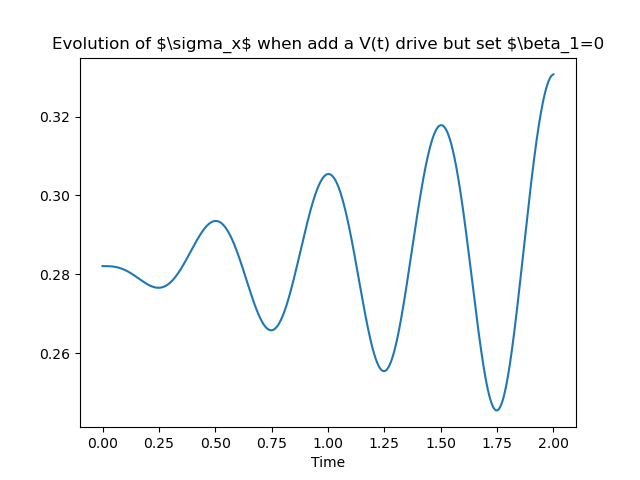 Evolution of $\sigma_x$ when add a V(t) drive but set $\beta_1=0
0.32
0.30
0.28
0.26
0.00 0.25 0.50 0.75 1.00 1.25 1.50 1.75 2.00
Time